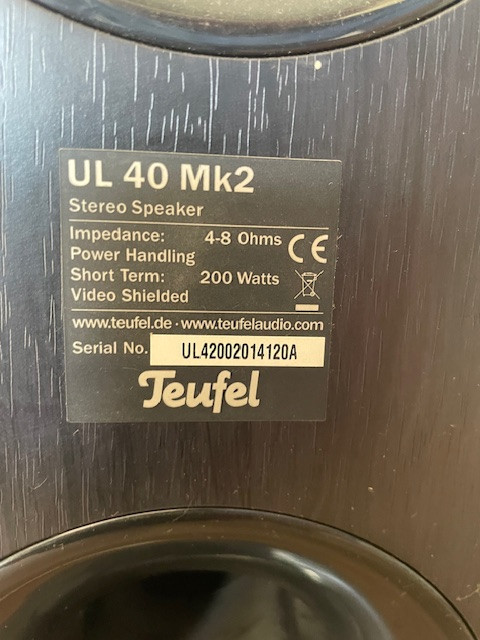 UL 40 Mk2
Stereo Speaker
Impedance: 4-8 Ohms
Power Handling
Short Term: 200 Watts
Video Shielded
CE
www.teufel.de · www.teufelaudio.com
Serial No. UL42002014120A
Teufel